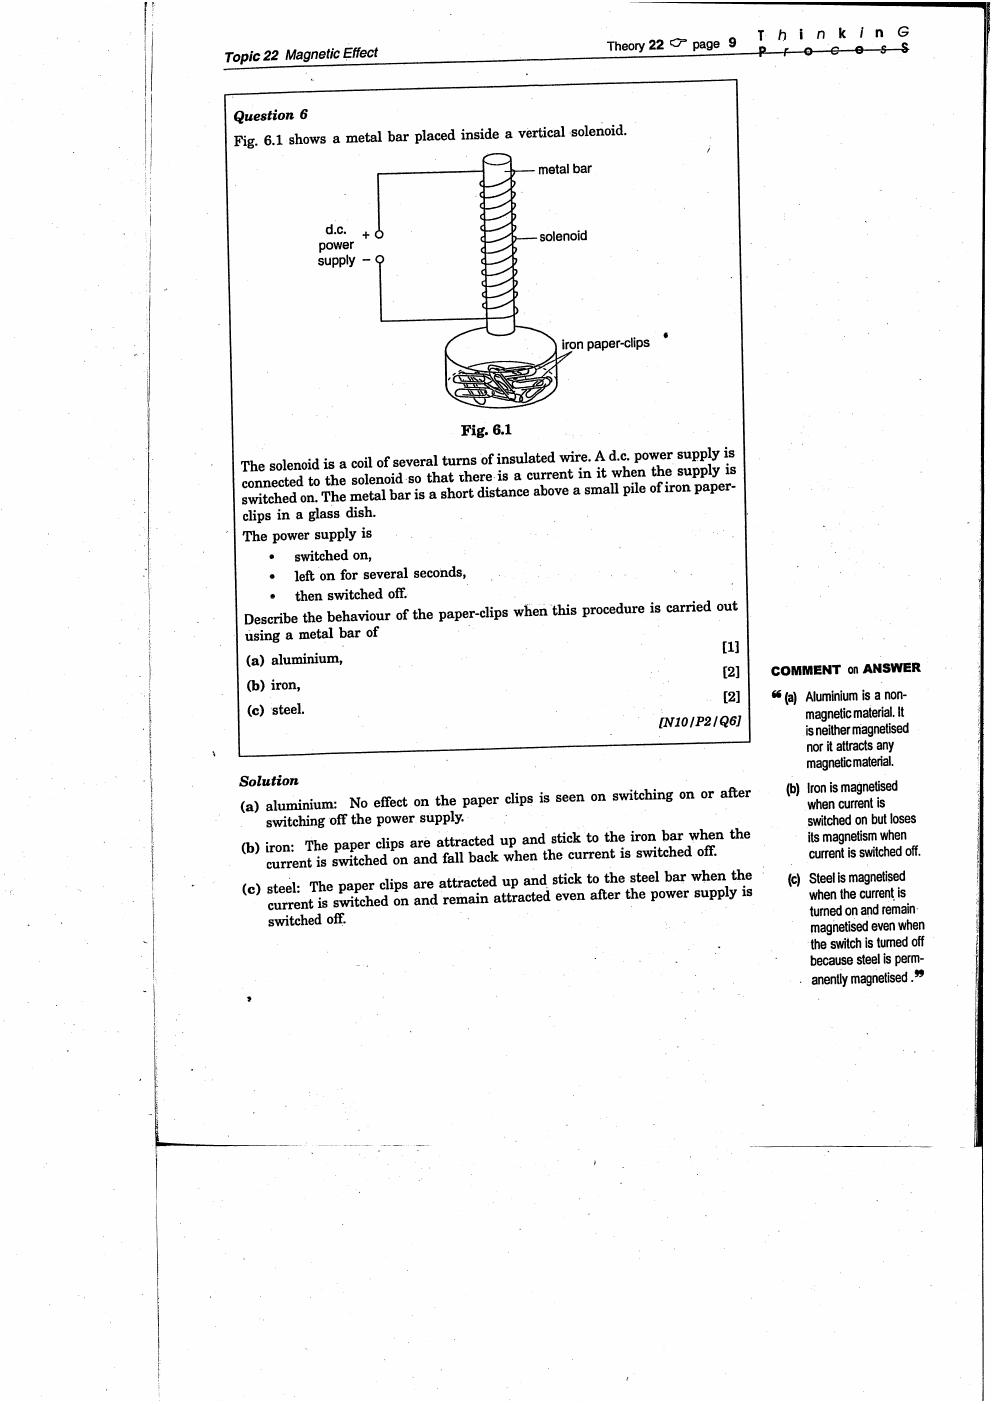 Topic 22 Magnetic Effect
Theory 22 ☞ page 9
T h i n k i n G
P r o c e s S
Question 6
Fig. 6.1 shows a metal bar placed inside a vertical solenoid.
metal bar
d.c.
power
supply
+
−
solenoid
iron paper-clips
Fig. 6.1
The solenoid is a coil of several turns of insulated wire. A d.c. power supply is
connected to the solenoid so that there is a current in it when the supply is
switched on. The metal bar is a short distance above a small pile of iron paper-
clips in a glass dish.
The power supply is
• switched on,
• left on for several seconds,
• then switched off.
Describe the behaviour of the paper-clips when this procedure is carried out
using a metal bar of
(a) aluminium, [1]
(b) iron, [2]
(c) steel. [2]
[N10/P2/Q6]
Solution
(a) aluminium: No effect on the paper clips is seen on switching on or after
switching off the power supply.
(b) iron: The paper clips are attracted up and stick to the iron bar when the
current is switched on and fall back when the current is switched off.
(c) steel: The paper clips are attracted up and stick to the steel bar when the
current is switched on and remain attracted even after the power supply is
switched off.
COMMENT on ANSWER
❝ (a) Aluminium is a non-
magnetic material. It
is neither magnetised
nor it attracts any
magnetic material.
(b) Iron is magnetised
when current is
switched on but loses
its magnetism when
current is switched off.
(c) Steel is magnetised
when the current is
turned on and remain
magnetised even when
the switch is turned off
because steel is perm-
anently magnetised .❞